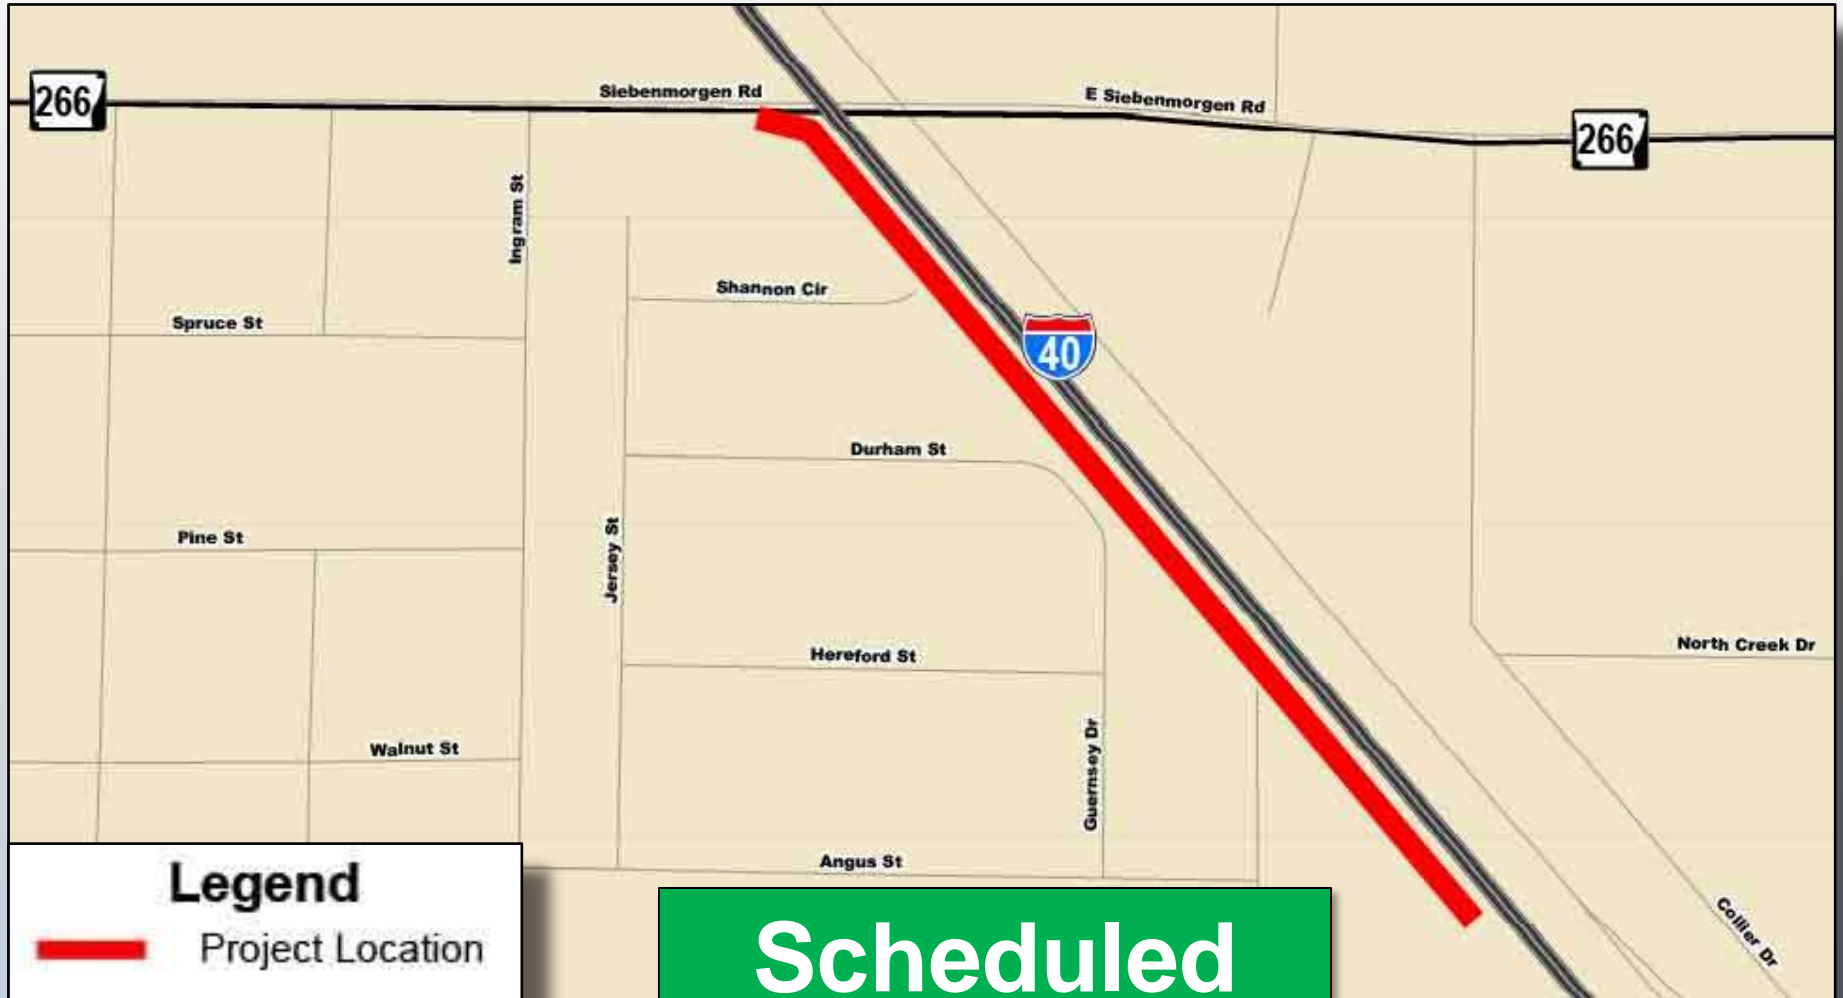 266
Siebenmorgen Rd
E Siebenmorgen Rd
266
Ingram St
Shannon Cir
Spruce St
40
Durham St
Pine St
Jersey St
Hereford St
North Creek Dr
Walnut St
Guernsey Dr
Angus St
Collier Dr
Legend
Project Location
Scheduled